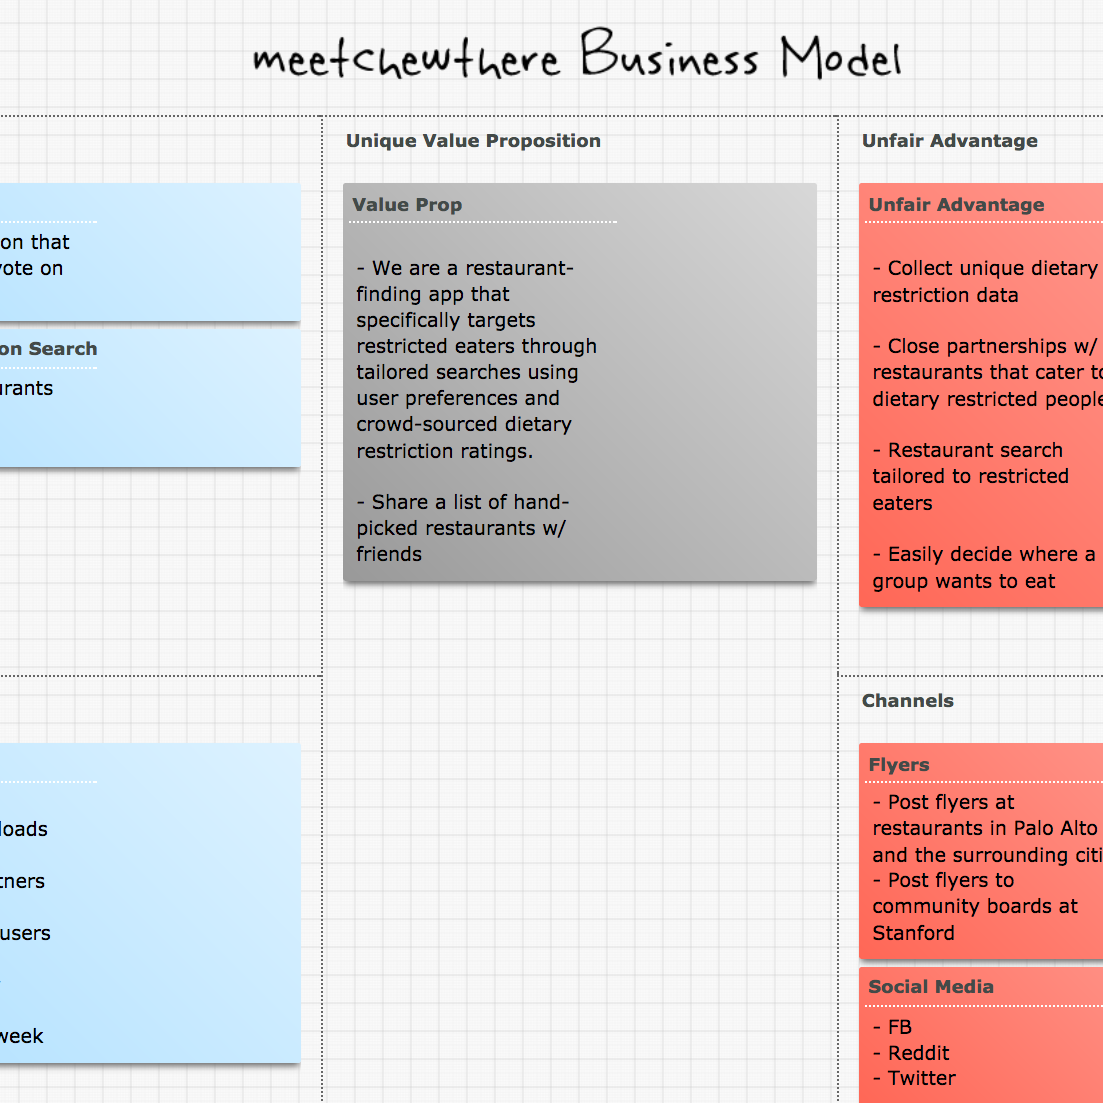 meetchewthere Business Model
on that
vote on
on Search
urants
loads
tners
users
week
Unique Value Proposition
Value Prop
- We are a restaurant-
finding app that
specifically targets
restricted eaters through
tailored searches using
user preferences and
crowd-sourced dietary
restriction ratings.
- Share a list of hand-
picked restaurants w/
friends
Unfair Advantage
Unfair Advantage
- Collect unique dietary
restriction data
- Close partnerships w/
restaurants that cater to
dietary restricted people
- Restaurant search
tailored to restricted
eaters
- Easily decide where a
group wants to eat
Channels
Flyers
- Post flyers at
restaurants in Palo Alto
and the surrounding citi
- Post flyers to
community boards at
Stanford
Social Media
- FB
- Reddit
- Twitter